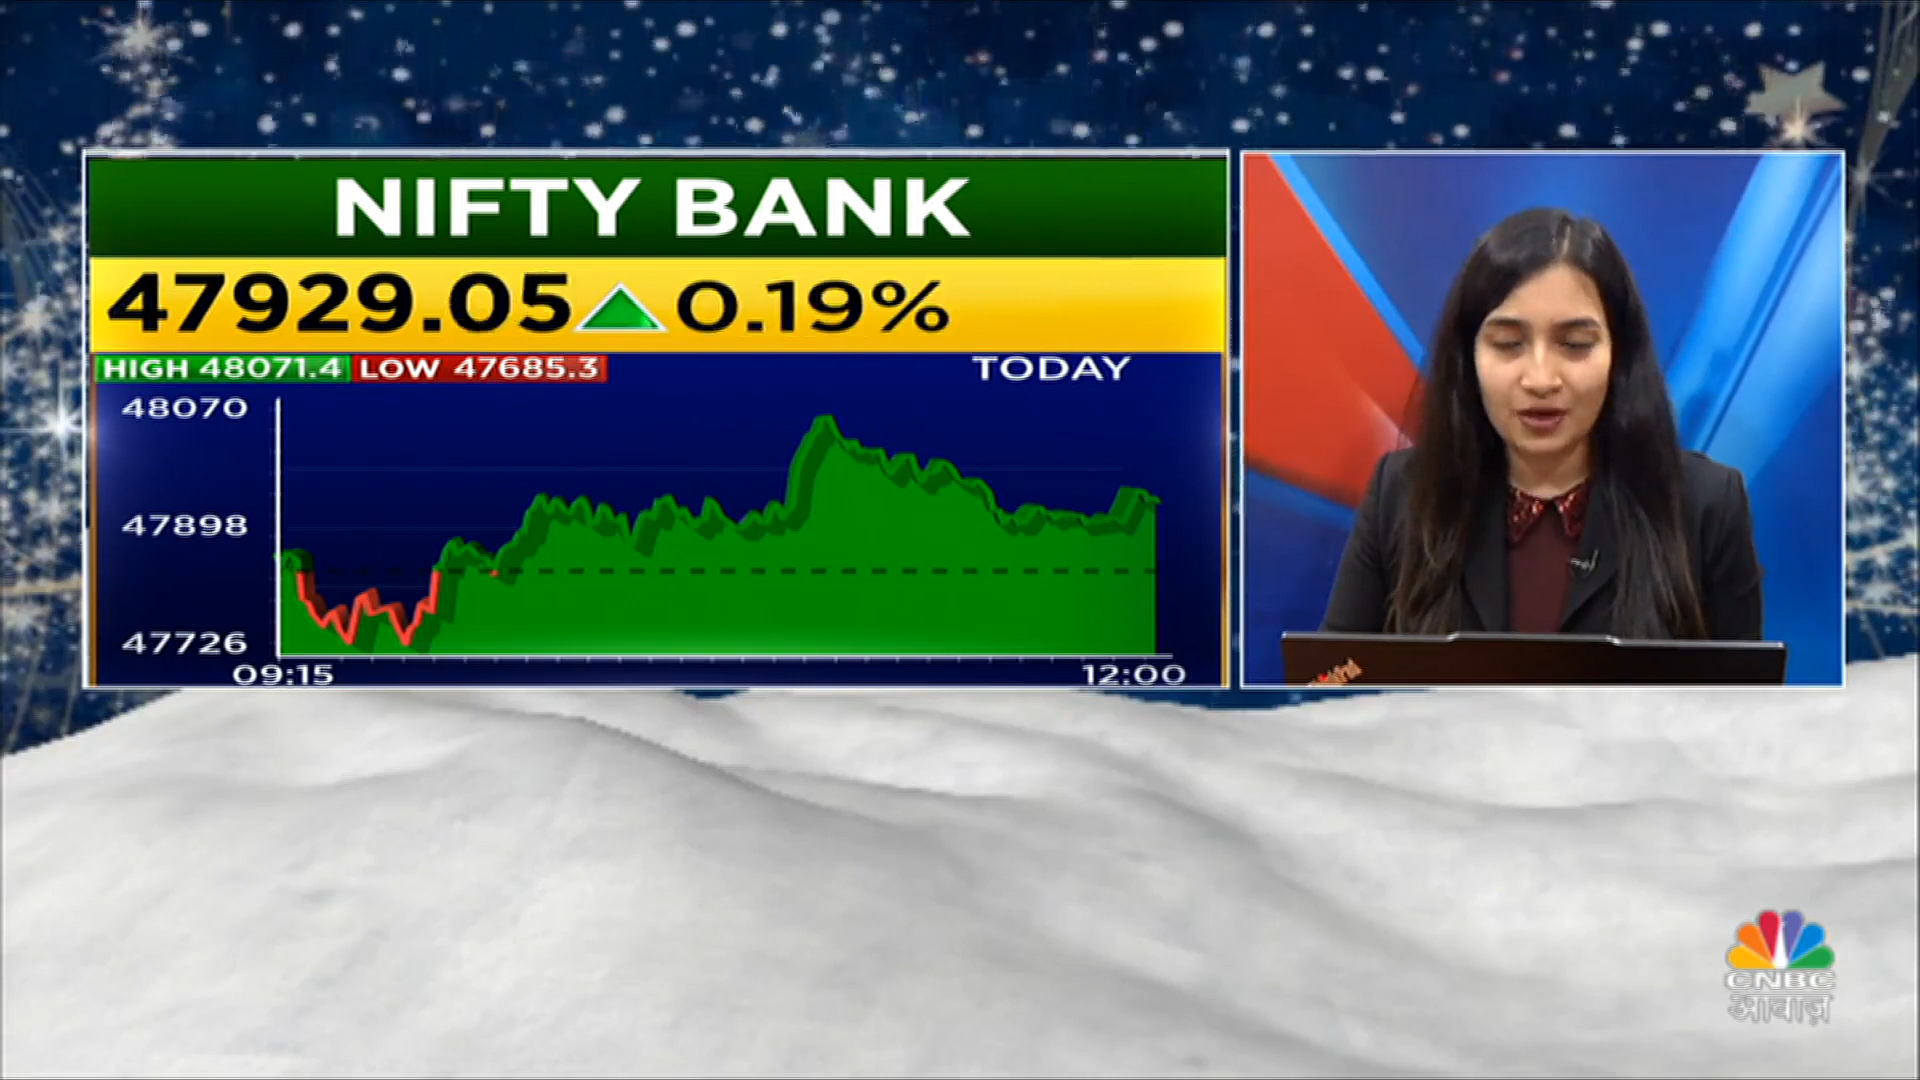 NIFTY BANK
47929.05 0.19%
HIGH 48071.4 LOW 47685.3 TODAY
48070
47898
47726
09:15 12:00
CNBC
आवाज़